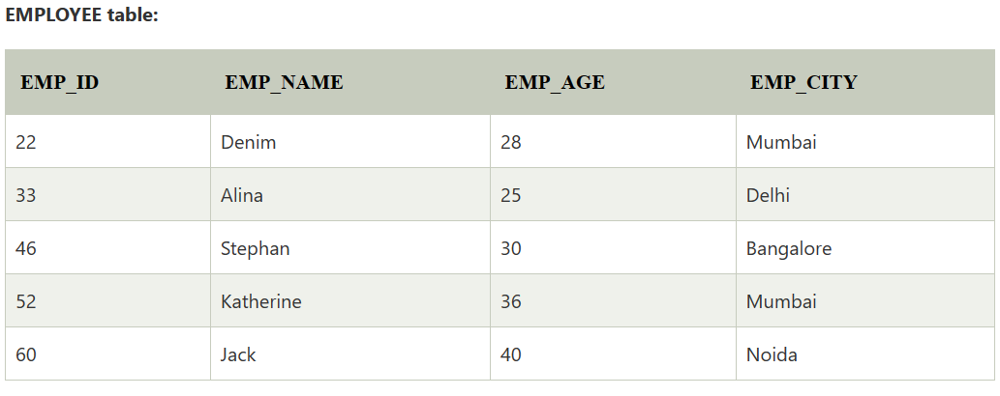 EMPLOYEE table:
EMP_ID EMP_NAME EMP_AGE EMP_CITY
22 Denim 28 Mumbai
33 Alina 25 Delhi
46 Stephan 30 Bangalore
52 Katherine 36 Mumbai
60 Jack 40 Noida